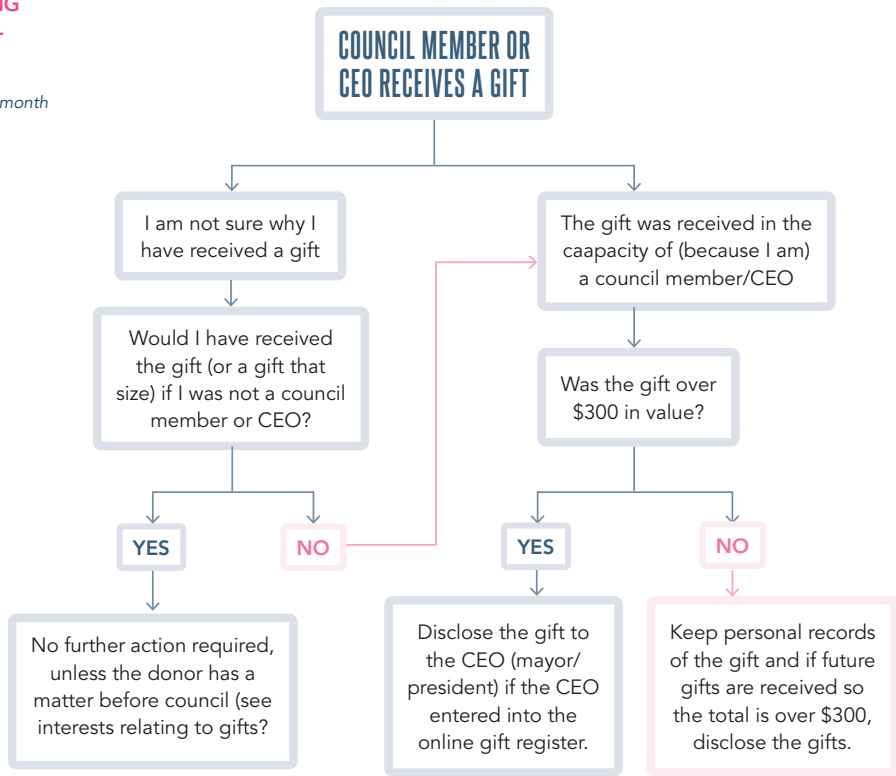 month
COUNCIL MEMBER OR
CEO RECEIVES A GIFT
I am not sure why I
have received a gift
The gift was received in the
caapacity of (because I am)
a council member/CEO
Would I have received
the gift (or a gift that
size) if I was not a council
member or CEO?
Was the gift over
$300 in value?
YES
NO
YES
NO
No further action required,
unless the donor has a
matter before council (see
interests relating to gifts?
Disclose the gift to
the CEO (mayor/
president) if the CEO
entered into the
online gift register.
Keep personal records
of the gift and if future
gifts are received so
the total is over $300,
disclose the gifts.